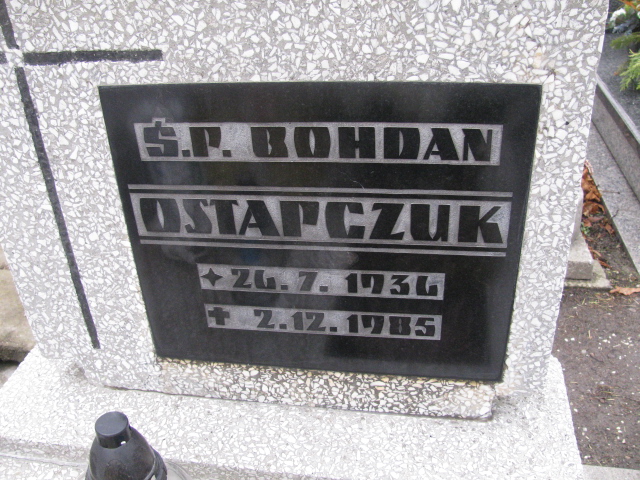 Ś.P. BOHDAN
OSTAPCZUK
26.7.1936
2.12.1985